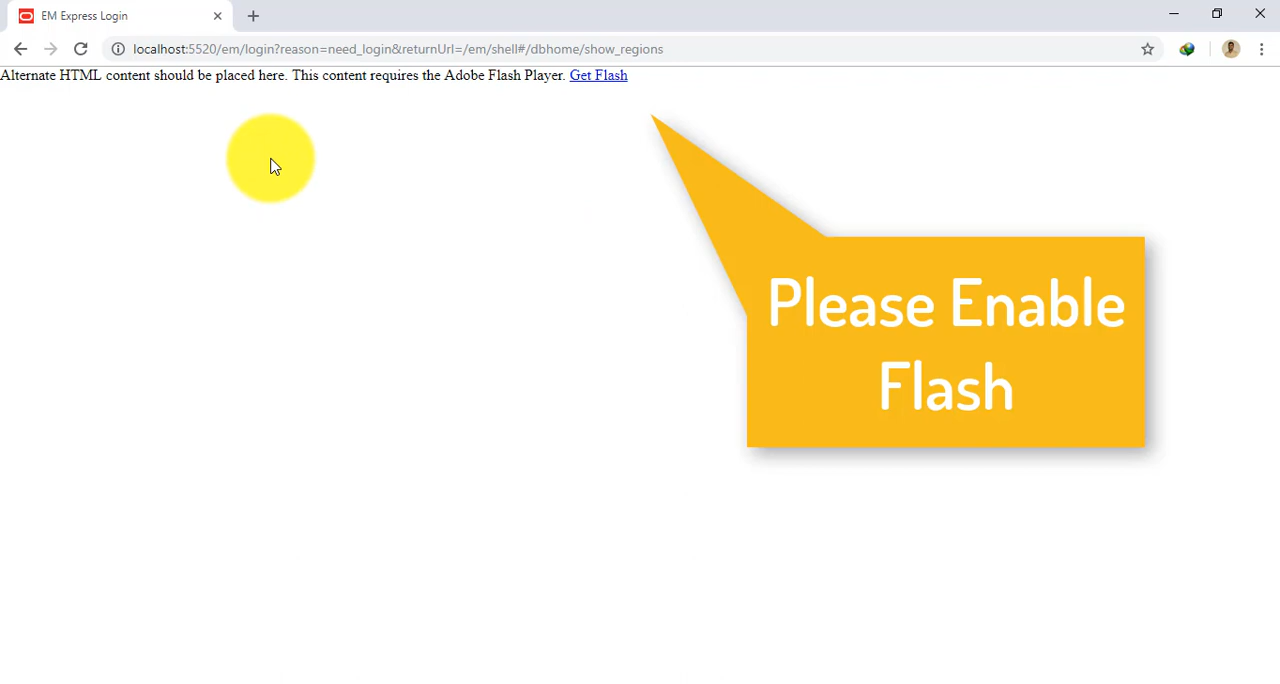 EM Express Login
localhost:5520/em/login?reason=need_login&returnUrl=/em/shell#/dbhome/show_regions
Alternate HTML content should be placed here. This content requires the Adobe Flash Player. Get Flash
Please Enable
Flash